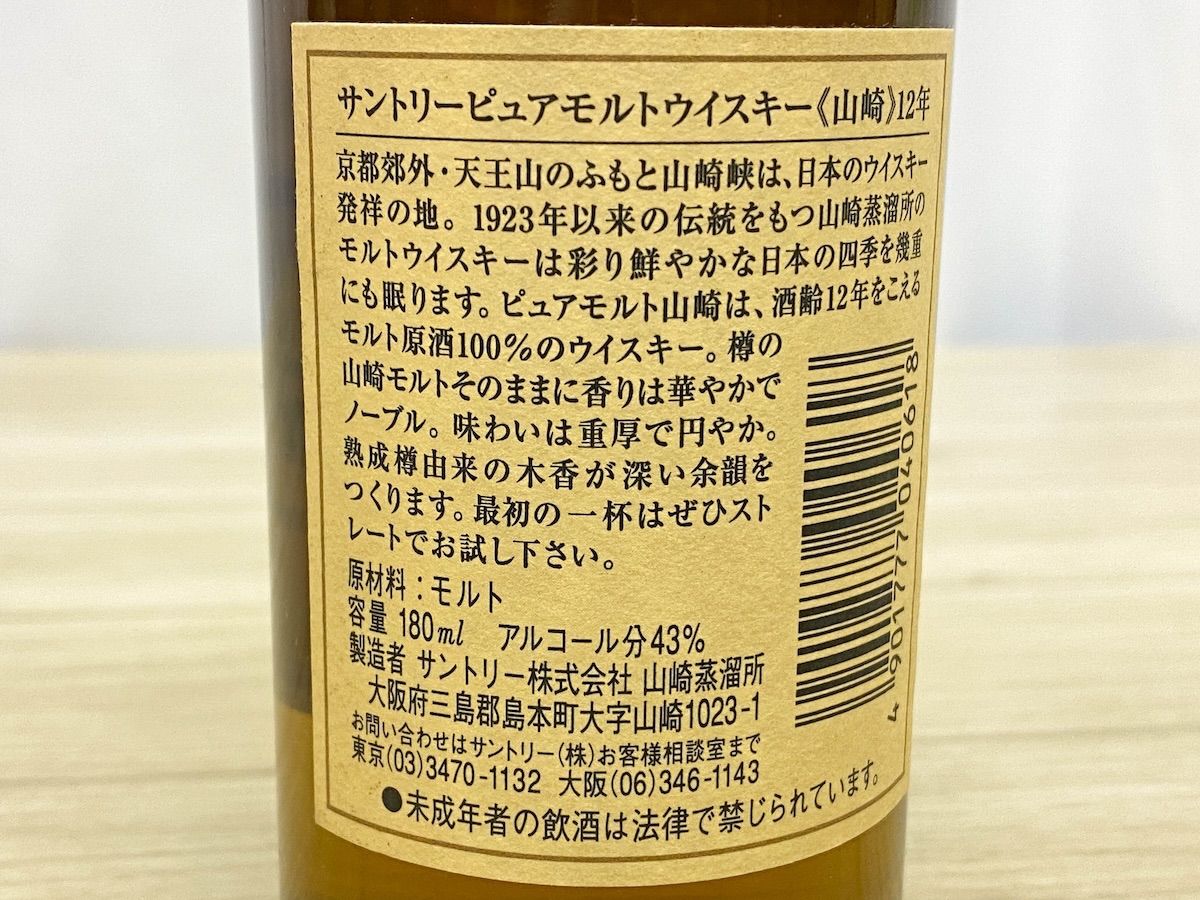 サントリーピュアモルトウイスキー《山崎》12年
京都郊外・天王山のふもと山崎峡は、日本のウイスキー
発祥の地。1923年以来の伝統をもつ山崎蒸溜所の
モルトウイスキーは彩り鮮やかな日本の四季を幾重
にも眠ります。ピュアモルト山崎は、酒齢12年をこえる
モルト原酒100%のウイスキー。樽の
山崎モルトそのままに香りは華やかで
ノーブル。味わいは重厚で円やか。
熟成樽由来の木香が深い余韻を
つくります。最初の一杯はぜひスト
レートでお試し下さい。
原材料:モルト
容量 180ml アルコール分43%
製造者 サントリー株式会社 山崎蒸溜所
大阪府三島郡島本町大字山崎1023-1
お問い合わせはサントリー(株)お客様相談室まで
東京(03)3470-1132 大阪(06)346-1143
●未成年者の飲酒は法律で禁じられています。
4 901777 040618